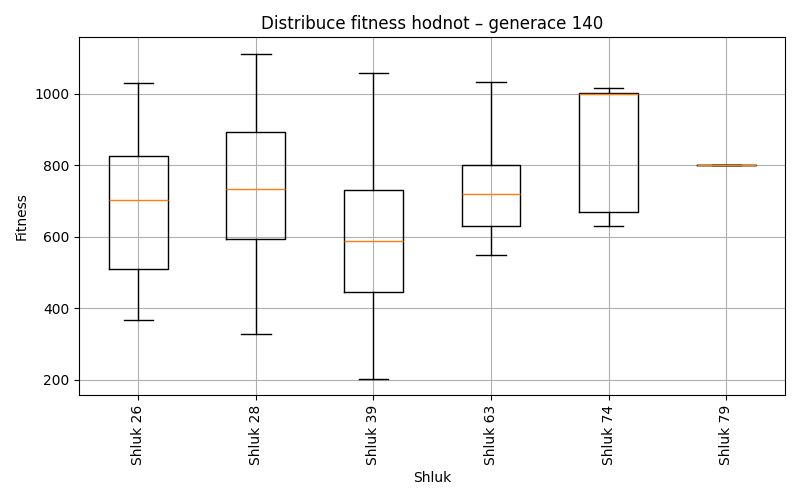 Distribuce fitness hodnot – generace 140
Fitness
1000
800
600
400
200
Shluk 26
Shluk 28
Shluk 39
Shluk 63
Shluk 74
Shluk 79
Shluk